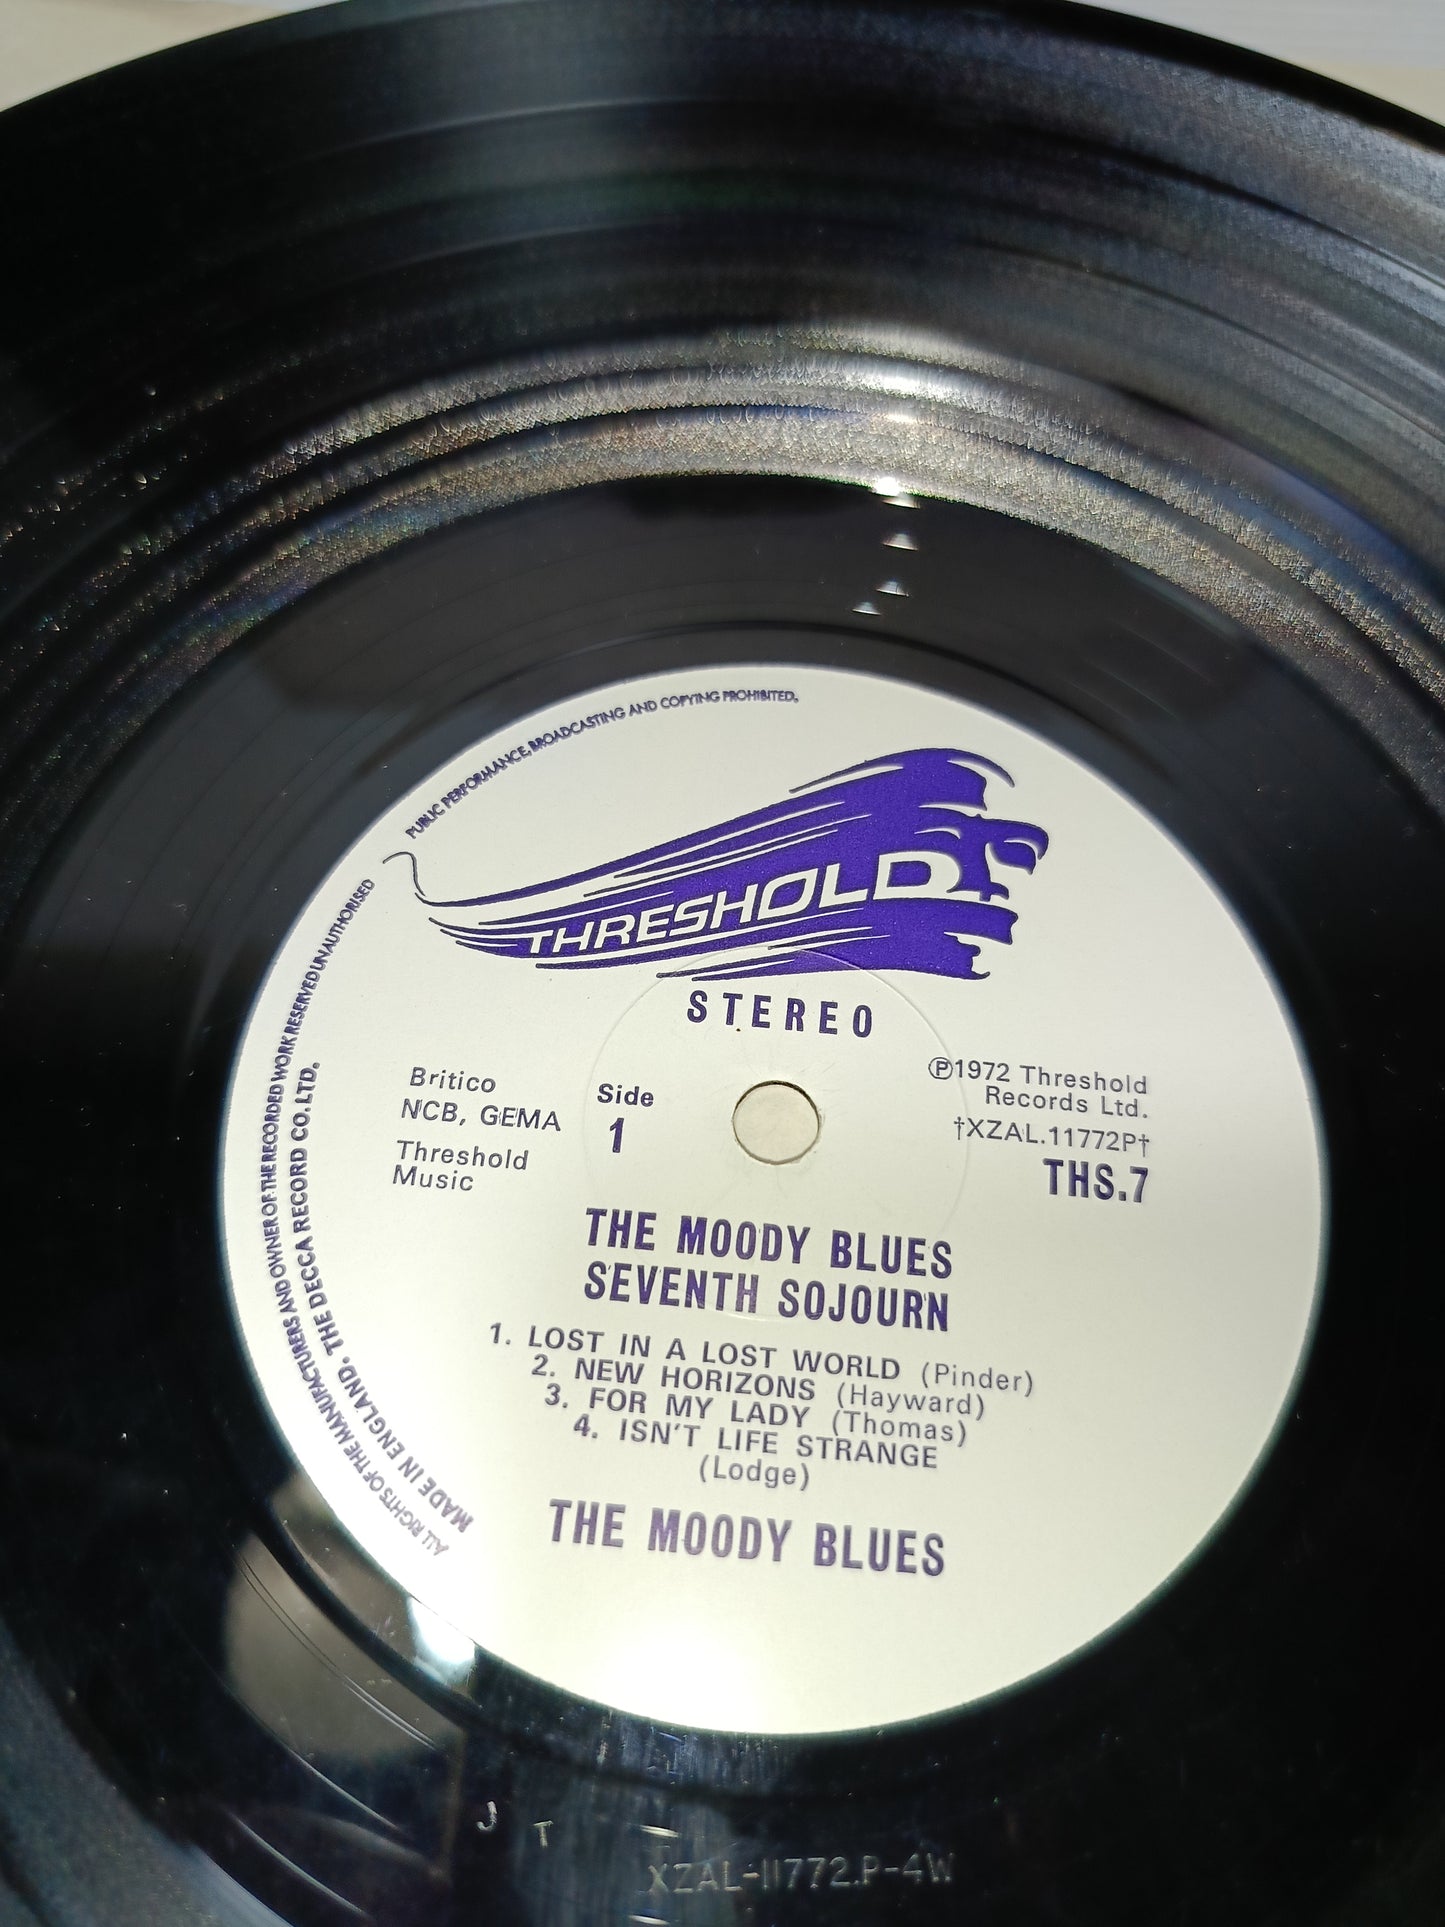 PUBLIC PERFORMANCE, BROADCASTING AND COPYING PROHIBITED.
ALL RIGHTS OF THE MANUFACTURERS AND OWNER OF THE RECORDED WORK RESERVED UNAUTHORISED
MADE IN ENGLAND. THE DECCA RECORD CO. LTD.
THRESHOLD
STEREO
Britico
NCB, GEMA
Threshold
Music
Side
1
℗1972 Threshold
Records Ltd.
†XZAL.11772P†
THS.7
THE MOODY BLUES
SEVENTH SOJOURN
1. LOST IN A LOST WORLD (Pinder)
2. NEW HORIZONS (Hayward)
3. FOR MY LADY (Thomas)
4. ISN'T LIFE STRANGE
(Lodge)
THE MOODY BLUES
J T
XZAL-11772.P-4W